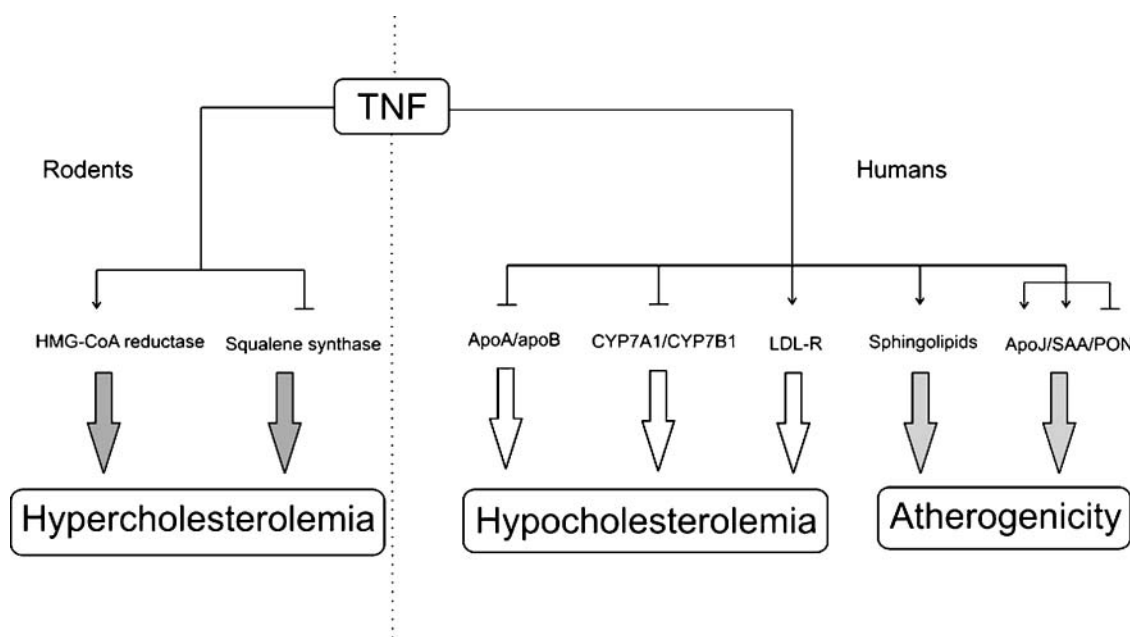 TNF
Rodents
Humans
HMG-CoA reductase
Squalene synthase
ApoA/apoB
CYP7A1/CYP7B1
LDL-R
Sphingolipids
ApoJ/SAA/PON
Hypercholesterolemia
Hypocholesterolemia
Atherogenicity